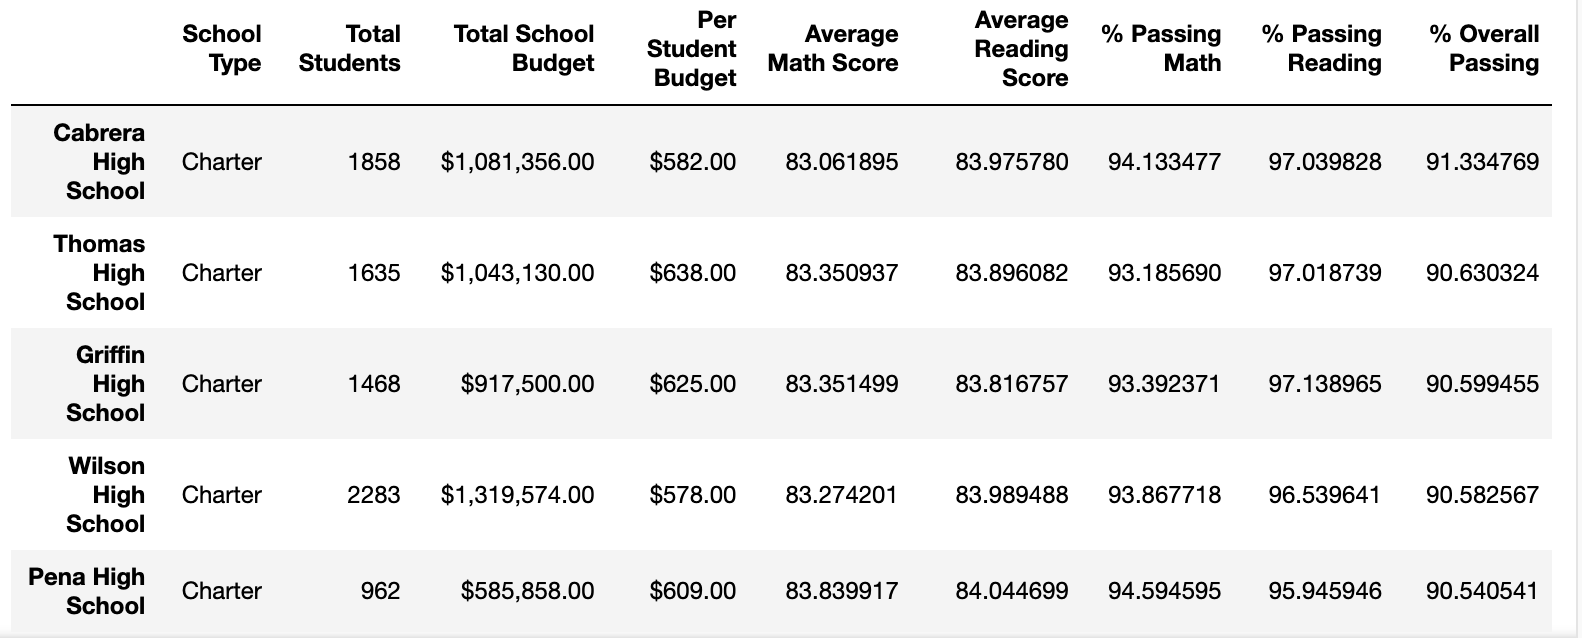 School Type Total Students Total School Budget Per Student Budget Average Math Score Average Reading Score % Passing Math % Passing Reading % Overall Passing
Cabrera High School Charter 1858 $1,081,356.00 $582.00 83.061895 83.975780 94.133477 97.039828 91.334769
Thomas High School Charter 1635 $1,043,130.00 $638.00 83.350937 83.896082 93.185690 97.018739 90.630324
Griffin High School Charter 1468 $917,500.00 $625.00 83.351499 83.816757 93.392371 97.138965 90.599455
Wilson High School Charter 2283 $1,319,574.00 $578.00 83.274201 83.989488 93.867718 96.539641 90.582567
Pena High School Charter 962 $585,858.00 $609.00 83.839917 84.044699 94.594595 95.945946 90.540541